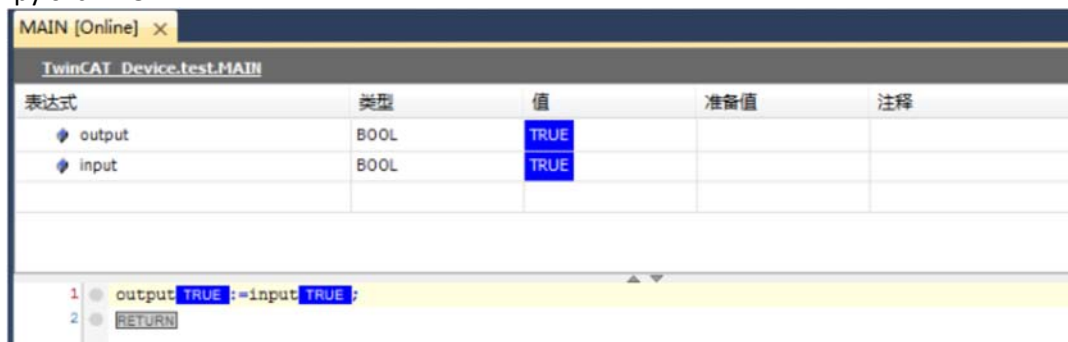 MAIN [Online] ×
TwinCAT_Device.test.MAIN
表达式 类型 值 准备值 注释
output BOOL TRUE
input BOOL TRUE
1 output TRUE :=input TRUE ;
2 RETURN